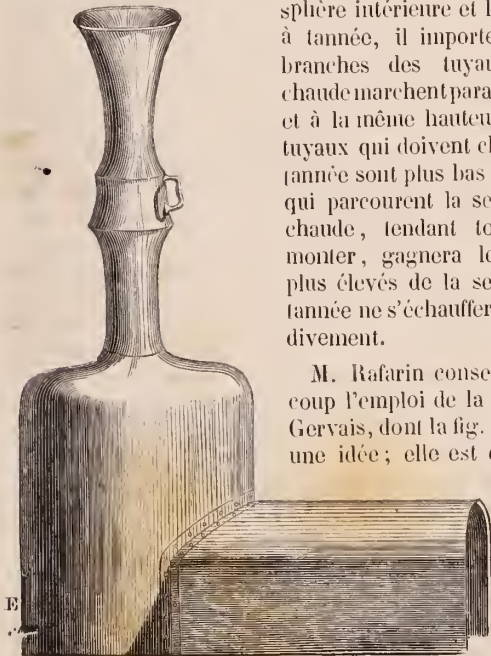 sphère intérieure et l
à tannée, il importe
branches des tuyau
chaude marchent para
et à la même hauteu
tuyaux qui doivent cl
tannée sont plus bas
qui parcourent la se
chaude, tendant to
monter, gagnera le
plus élevés de la se
tannée ne s'échauffer
divement.
M. Rafarin conse
coup l'emploi de la
Gervais, dont la fig.
une idée; elle est
E